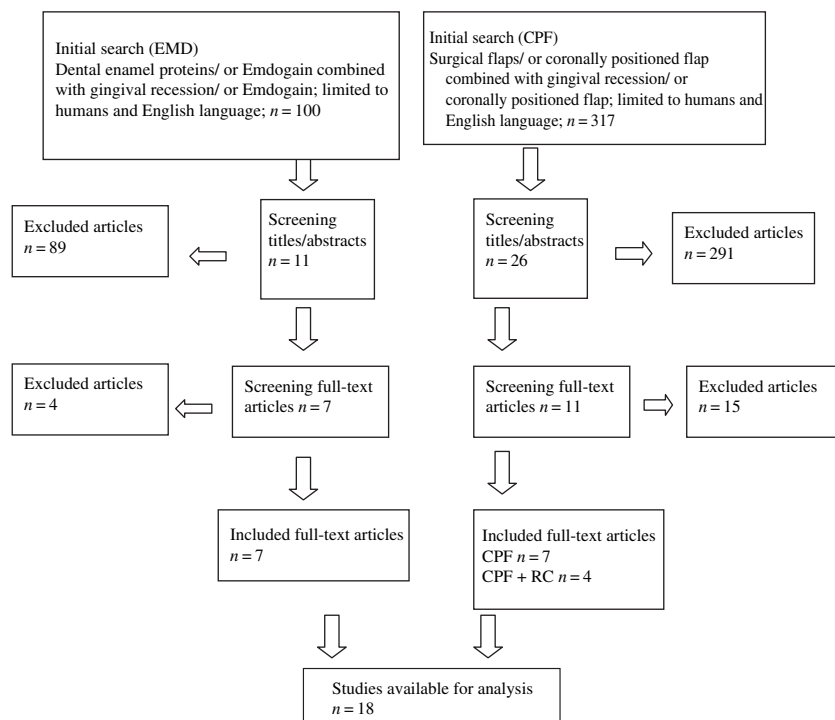 Initial search (EMD)
Dental enamel proteins/ or Emdogain combined
with gingival recession/ or Emdogain; limited to
humans and English language; n = 100
Initial search (CPF)
Surgical flaps/ or coronally positioned flap
combined with gingival recession/ or
coronally positioned flap; limited to humans and
English language; n = 317
Excluded articles
n = 89
Screening
titles/abstracts
n = 11
Screening
titles/abstracts
n = 26
Excluded articles
n = 291
Excluded articles
n = 4
Screening full-text
articles n = 7
Screening full-text
articles n = 11
Excluded articles
n = 15
Included full-text articles
n = 7
Included full-text articles
CPF n = 7
CPF + RC n = 4
Studies available for analysis
n = 18